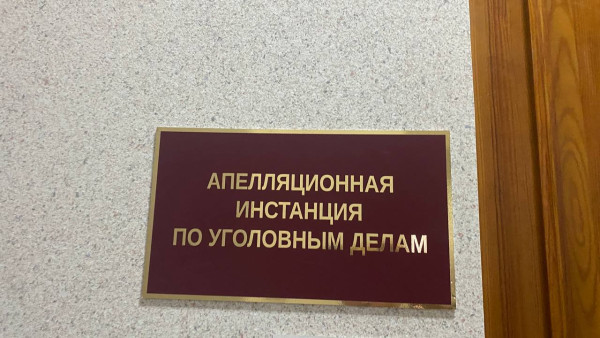 АПЕЛЛЯЦИОННАЯ
ИНСТАНЦИЯ
ПО УГОЛОВНЫМ ДЕЛАМ